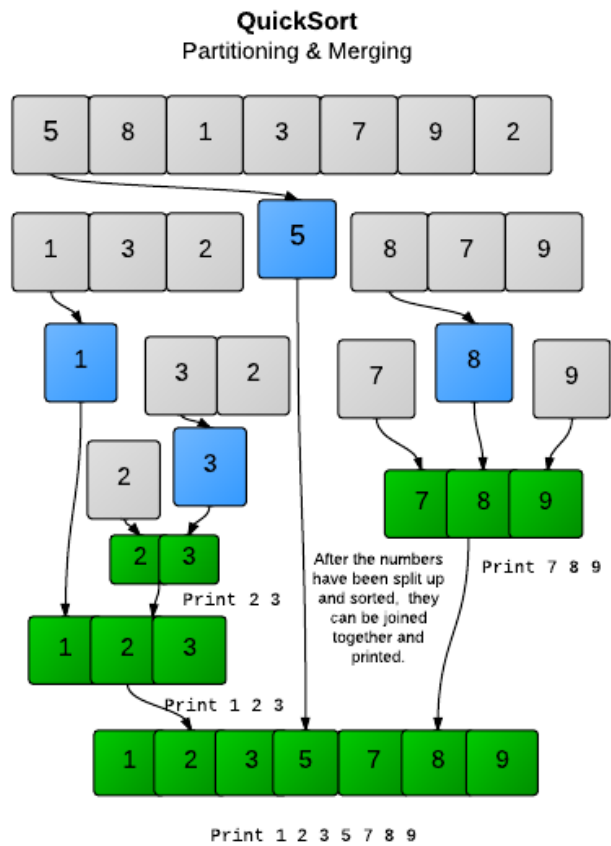 QuickSort
Partitioning & Merging
5 8 1 3 7 9 2
5
1 3 2
8 7 9
1
3 2
7
8
9
2
3
7 8 9
2 3
Print 2 3
After the numbers
have been split up
and sorted, they
can be joined
together and
printed.
Print 7 8 9
1 2 3
Print 1 2 3
1 2 3 5 7 8 9
Print 1 2 3 5 7 8 9